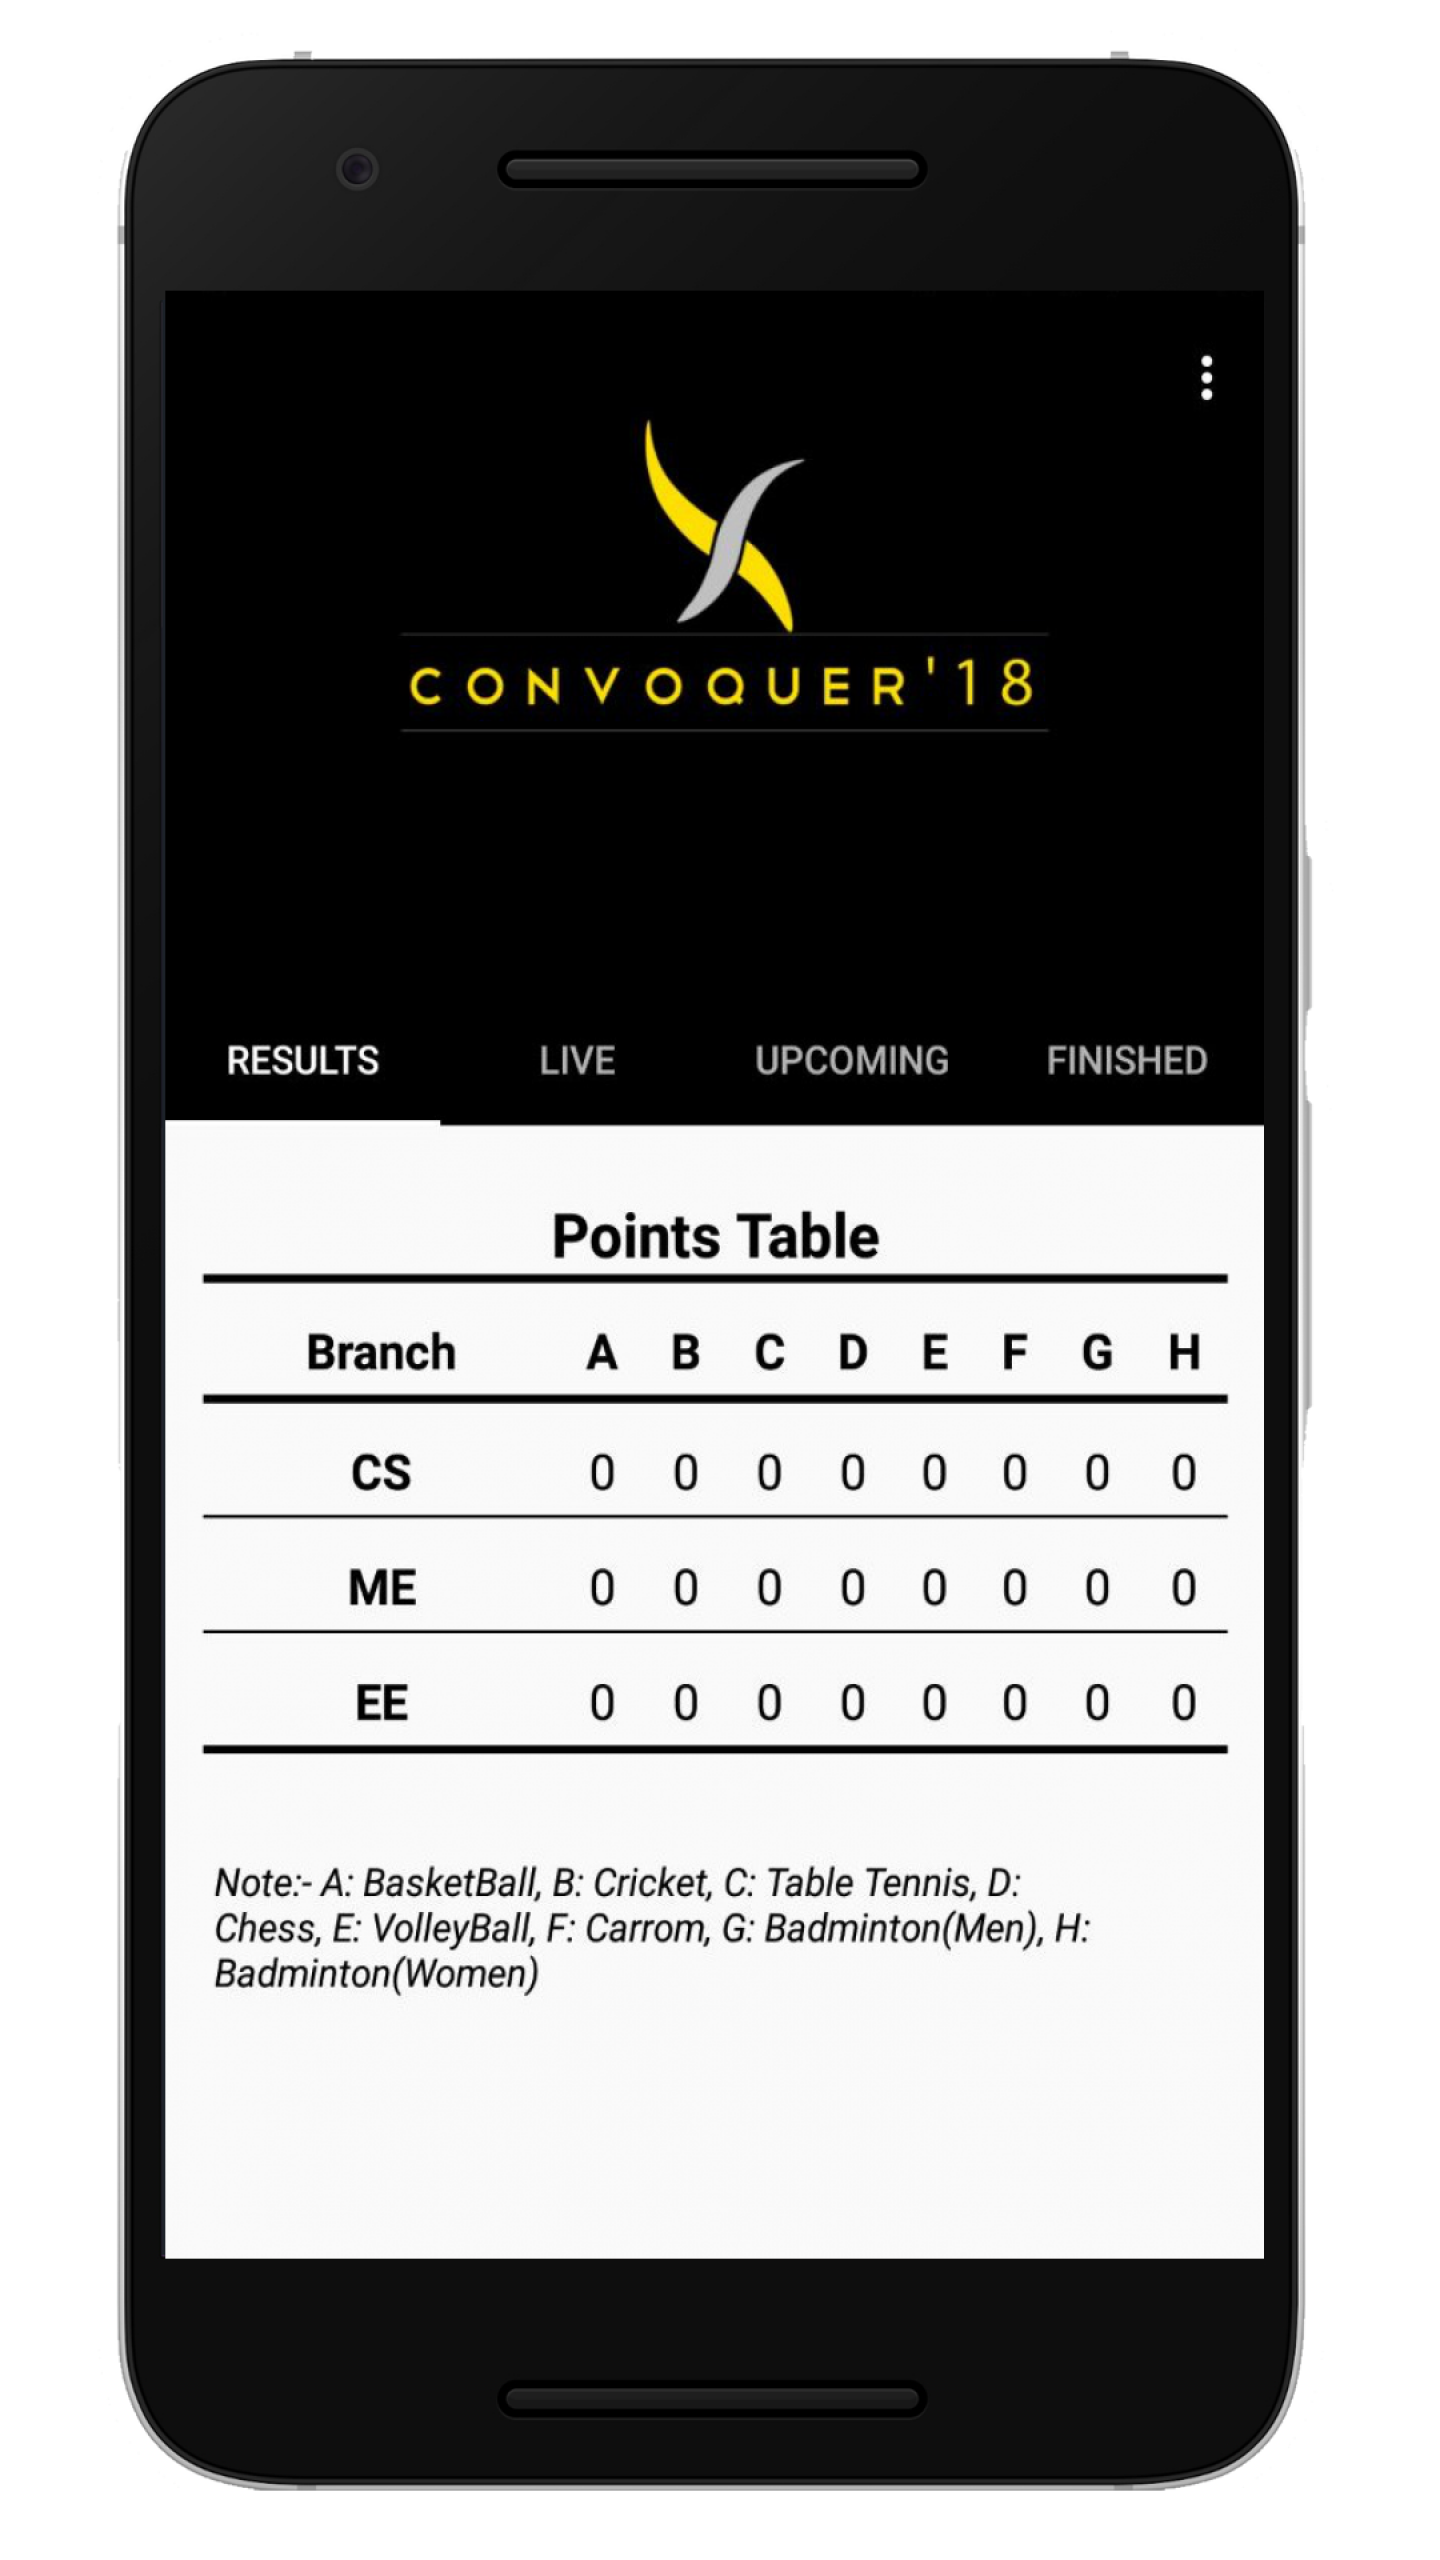 CONVOQUER'18
RESULTS LIVE UPCOMING FINISHED
Points Table
Branch A B C D E F G H
CS 0 0 0 0 0 0 0 0
ME 0 0 0 0 0 0 0 0
EE 0 0 0 0 0 0 0 0
Note:- A: BasketBall, B: Cricket, C: Table Tennis, D:
Chess, E: VolleyBall, F: Carrom, G: Badminton(Men), H:
Badminton(Women)